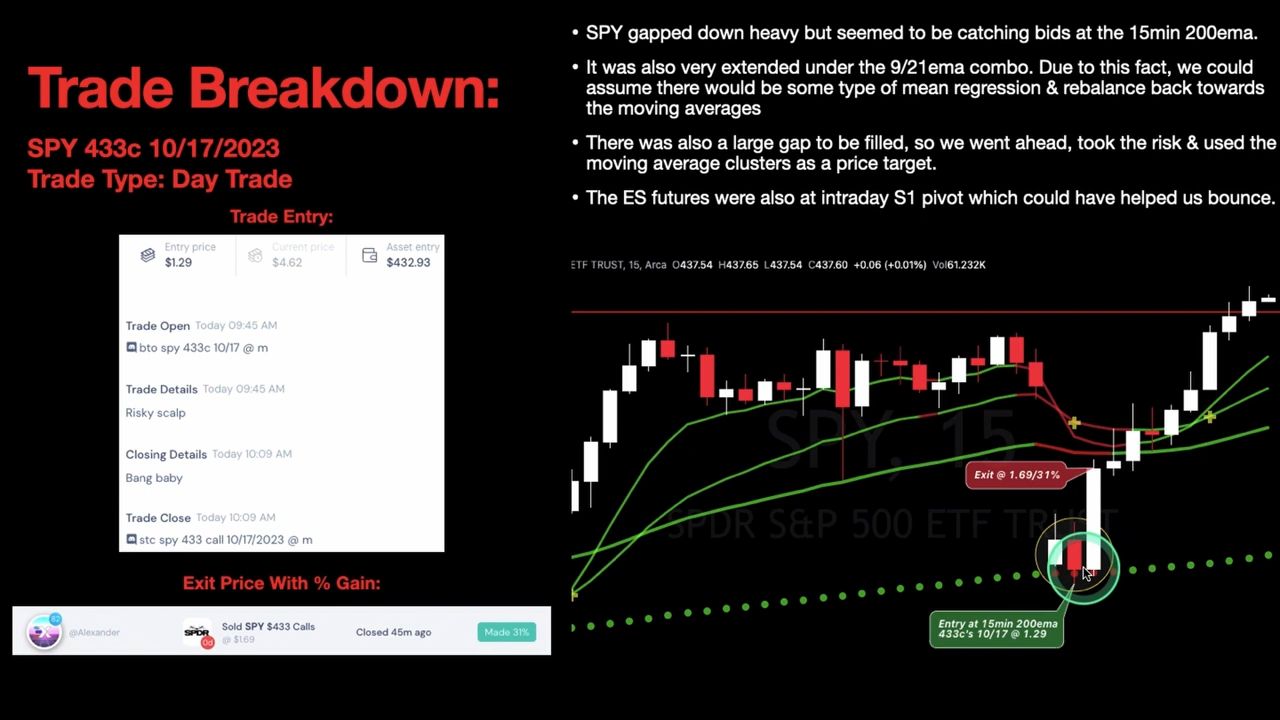 Trade Breakdown:
SPY 433c 10/17/2023
Trade Type: Day Trade
Trade Entry:
Entry price
$1.29
Current price
$4.62
Asset entry
$432.93
Trade Open Today 09:45 AM
bto spy 433c 10/17 @ m
Trade Details Today 09:45 AM
Risky scalp
Closing Details Today 10:09 AM
Bang baby
Trade Close Today 10:09 AM
stc spy 433 call 10/17/2023 @ m
Exit Price With % Gain:
@Alexander
SPDR
0d
Sold SPY $433 Calls
@ $1.69
Closed 45m ago
Made 31%
• SPY gapped down heavy but seemed to be catching bids at the 15min 200ema.
• It was also very extended under the 9/21ema combo. Due to this fact, we could
assume there would be some type of mean regression & rebalance back towards
the moving averages
• There was also a large gap to be filled, so we went ahead, took the risk & used the
moving average clusters as a price target.
• The ES futures were also at intraday S1 pivot which could have helped us bounce.
ETF TRUST, 15, Arca O437.54 H437.65 L437.54 C437.60 +0.06 (+0.01%) Vol61.232K
SPY, 15
SPDR S&P 500 ETF TRUST
Exit @ 1.69/31%
Entry at 15min 200ema
433c's 10/17 @ 1.29